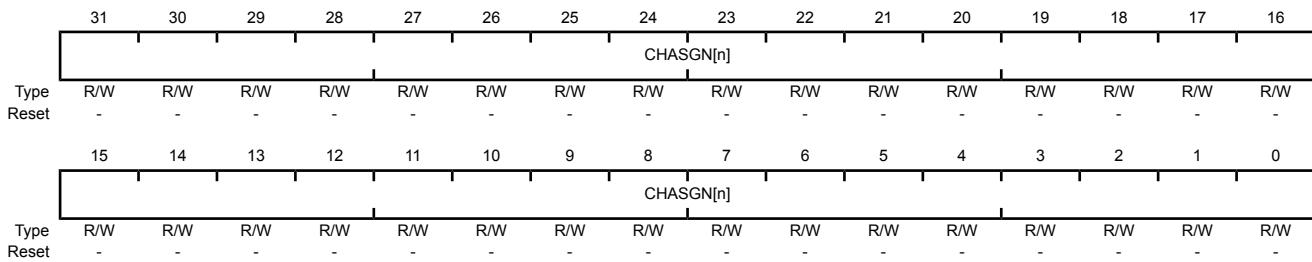 31 30 29 28 27 26 25 24 23 22 21 20 19 18 17 16
CHASGN[n]
Type R/W R/W R/W R/W R/W R/W R/W R/W R/W R/W R/W R/W R/W R/W R/W R/W
Reset - - - - - - - - - - - - - - - -
15 14 13 12 11 10 9 8 7 6 5 4 3 2 1 0
CHASGN[n]
Type R/W R/W R/W R/W R/W R/W R/W R/W R/W R/W R/W R/W R/W R/W R/W R/W
Reset - - - - - - - - - - - - - - - -